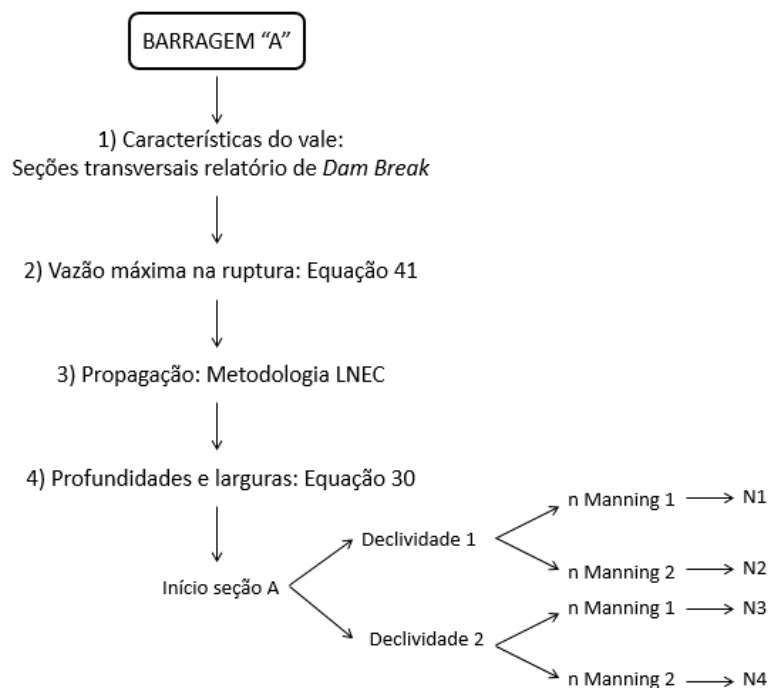 BARRAGEM “A”
1) Características do vale:
Seções transversais relatório de Dam Break
2) Vazão máxima na ruptura: Equação 41
3) Propagação: Metodologia LNEC
4) Profundidades e larguras: Equação 30
Início seção A
Declividade 1
n Manning 1
N1
n Manning 2
N2
Declividade 2
n Manning 1
N3
n Manning 2
N4